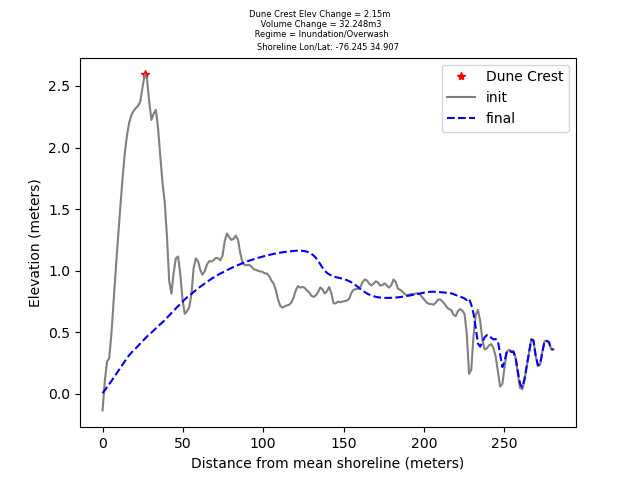 Dune Crest Elev Change = 2.15m
Volume Change = 32.248m3
Regime = Inundation/Overwash
Shoreline Lon/Lat: -76.245 34.907
Dune Crest
init
final
2.5
2.0
1.5
1.0
0.5
0.0
Elevation (meters)
0 50 100 150 200 250
Distance from mean shoreline (meters)